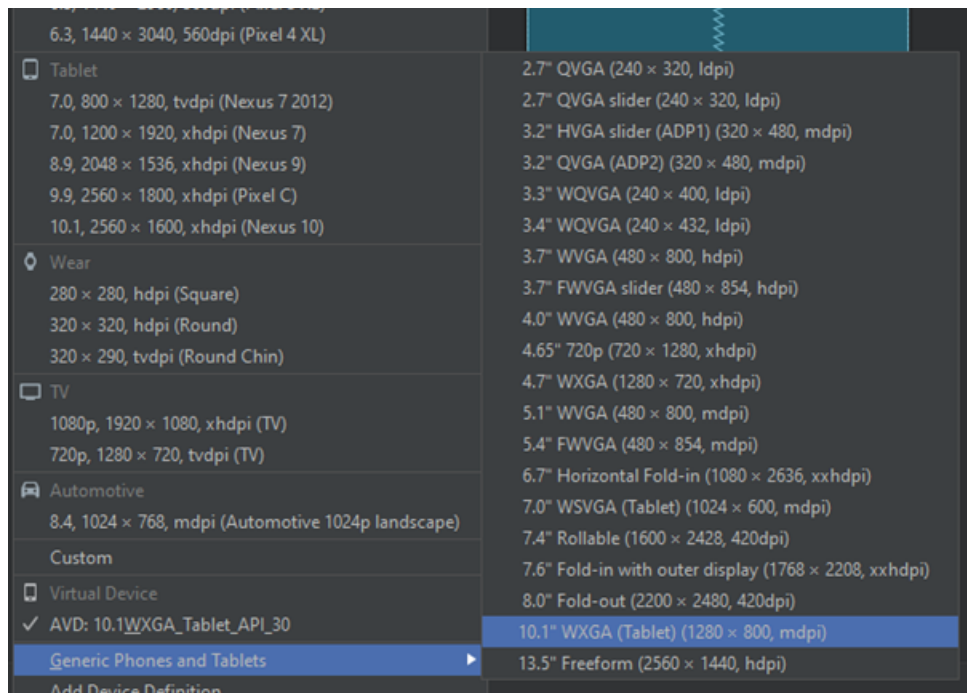 6.3, 1440 × 3040, 560dpi (Pixel 4 XL)
Tablet
7.0, 800 × 1280, tvdpi (Nexus 7 2012)
7.0, 1200 × 1920, xhdpi (Nexus 7)
8.9, 2048 × 1536, xhdpi (Nexus 9)
9.9, 2560 × 1800, xhdpi (Pixel C)
10.1, 2560 × 1600, xhdpi (Nexus 10)
Wear
280 × 280, hdpi (Square)
320 × 320, hdpi (Round)
320 × 290, tvdpi (Round Chin)
TV
1080p, 1920 × 1080, xhdpi (TV)
720p, 1280 × 720, tvdpi (TV)
Automotive
8.4, 1024 × 768, mdpi (Automotive 1024p landscape)
Custom
Virtual Device
AVD: 10.1WXGA_Tablet_API_30
Generic Phones and Tablets
Add Device Definition
2.7" QVGA (240 × 320, ldpi)
2.7" QVGA slider (240 × 320, ldpi)
3.2" HVGA slider (ADP1) (320 × 480, mdpi)
3.2" QVGA (ADP2) (320 × 480, mdpi)
3.3" WQVGA (240 × 400, ldpi)
3.4" WQVGA (240 × 432, ldpi)
3.7" WVGA (480 × 800, hdpi)
3.7" FWVGA slider (480 × 854, hdpi)
4.0" WVGA (480 × 800, hdpi)
4.65" 720p (720 × 1280, xhdpi)
4.7" WXGA (1280 × 720, xhdpi)
5.1" WVGA (480 × 800, mdpi)
5.4" FWVGA (480 × 854, mdpi)
6.7" Horizontal Fold-in (1080 × 2636, xxhdpi)
7.0" WSVGA (Tablet) (1024 × 600, mdpi)
7.4" Rollable (1600 × 2428, 420dpi)
7.6" Fold-in with outer display (1768 × 2208, xxhdpi)
8.0" Fold-out (2200 × 2480, 420dpi)
10.1" WXGA (Tablet) (1280 × 800, mdpi)
13.5" Freeform (2560 × 1440, hdpi)